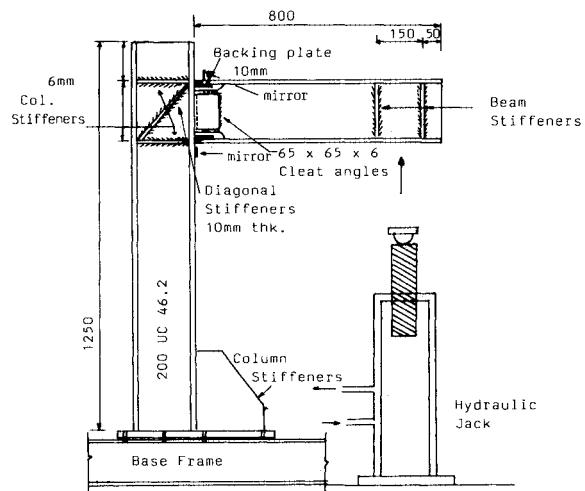 800
150 50
Backing plate
10mm
6mm
Col.
Stiffeners
mirror
Beam
Stiffeners
mirror
65 x 65 x 6
Cleat angles
Diagonal
Stiffeners
10mm thk.
1250
200 UC 46.2
Column
Stiffeners
Hydraulic
Jack
Base Frame